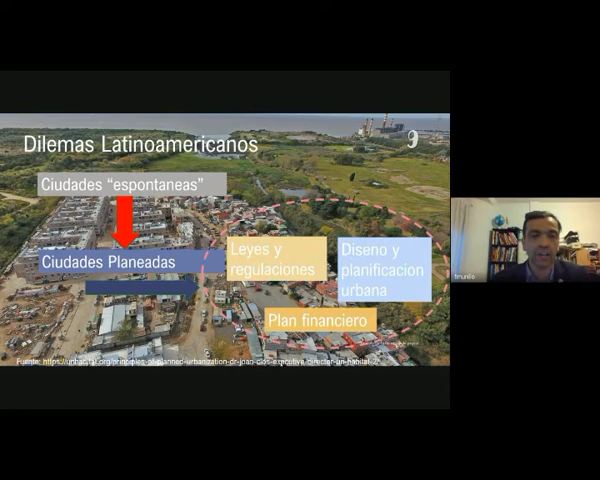 Dilemas Latinoamericanos
9
Ciudades "espontaneas"
Ciudades Planeadas
Leyes y
regulaciones
Diseno y
planificacion
urbana
Plan financiero
Fuente: https://unhabitat.org/principles-of-planned-urbanization-dr-joan-clos-executive-director-un-habitat-2/